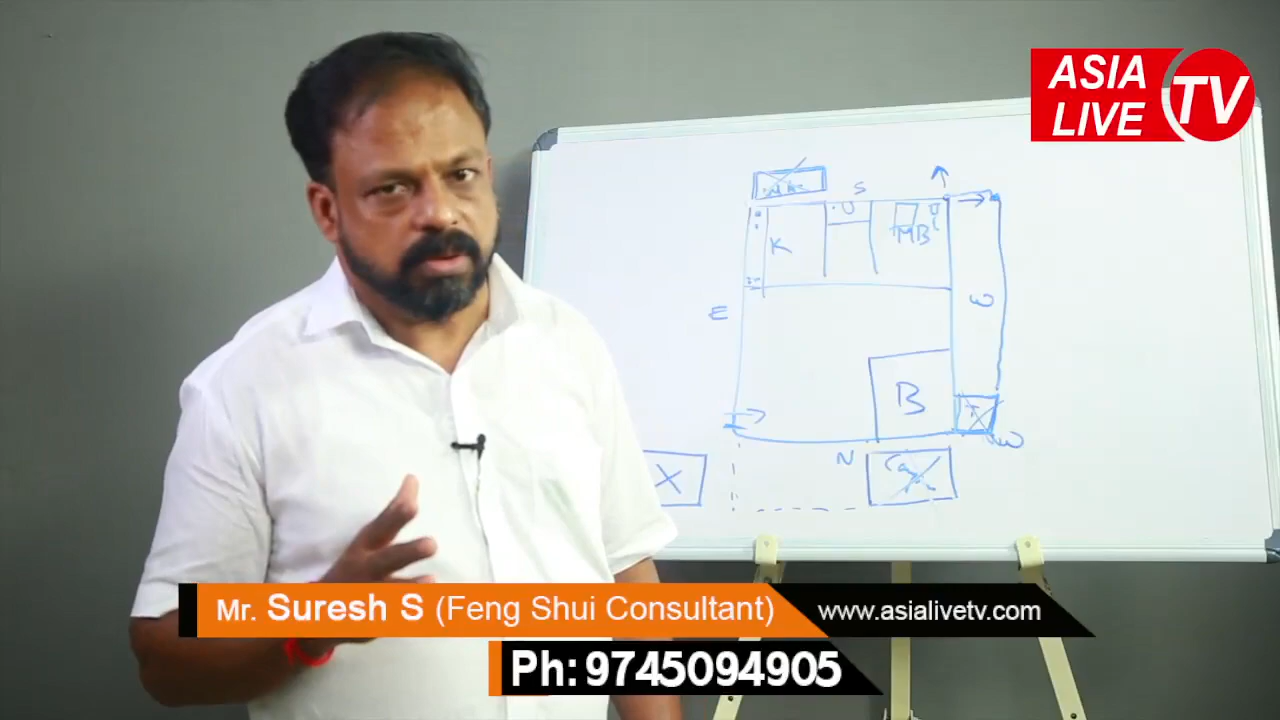 ASIA
LIVE
TV
S
U
MB
K
E
W
B
T
W
N
X
Mr. Suresh S (Feng Shui Consultant)
www.asialivetv.com
Ph: 9745094905